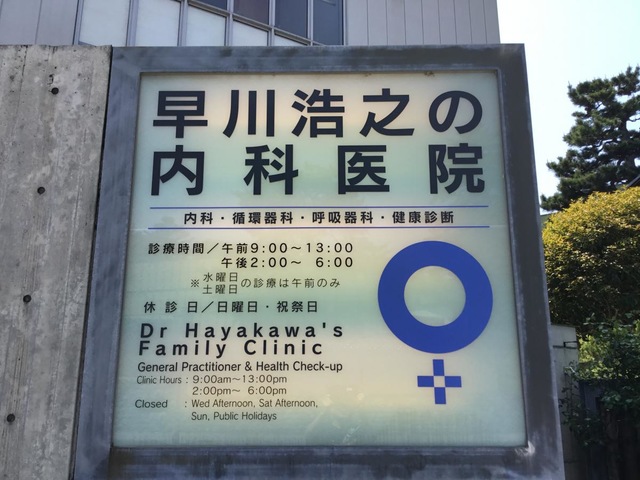 早川浩之の
内科医院
内科・循環器科・呼吸器科・健康診断
診療時間／午前9:00〜13:00
午後2:00〜 6:00
※水曜日土曜日の診療は午前のみ
休診日／日曜日・祝祭日
Dr Hayakawa's
Family Clinic
General Practitioner & Health Check-up
Clinic Hours : 9:00am〜13:00pm
2:00pm〜 6:00pm
Closed : Wed Afternoon, Sat Afternoon,
Sun, Public Holidays